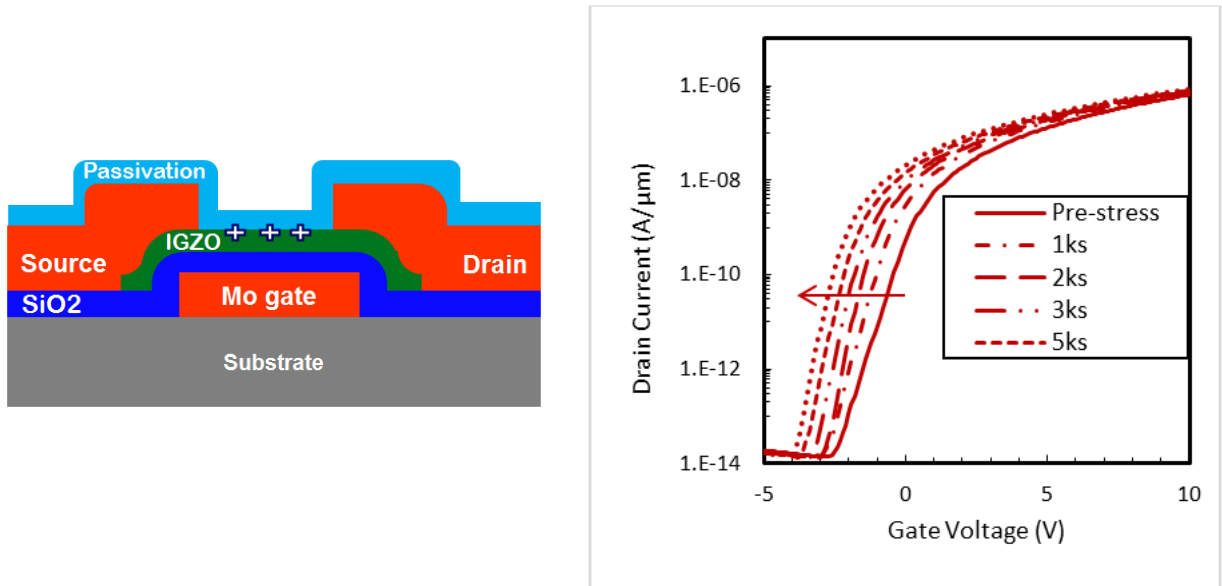 Passivation
IGZO
+ + +
Source
Drain
Mo gate
SiO2
Substrate
Drain Current (A/μm)
1.E-06
1.E-08
1.E-10
1.E-12
1.E-14
-5
0
5
10
Gate Voltage (V)
Pre-stress
1ks
2ks
3ks
5ks